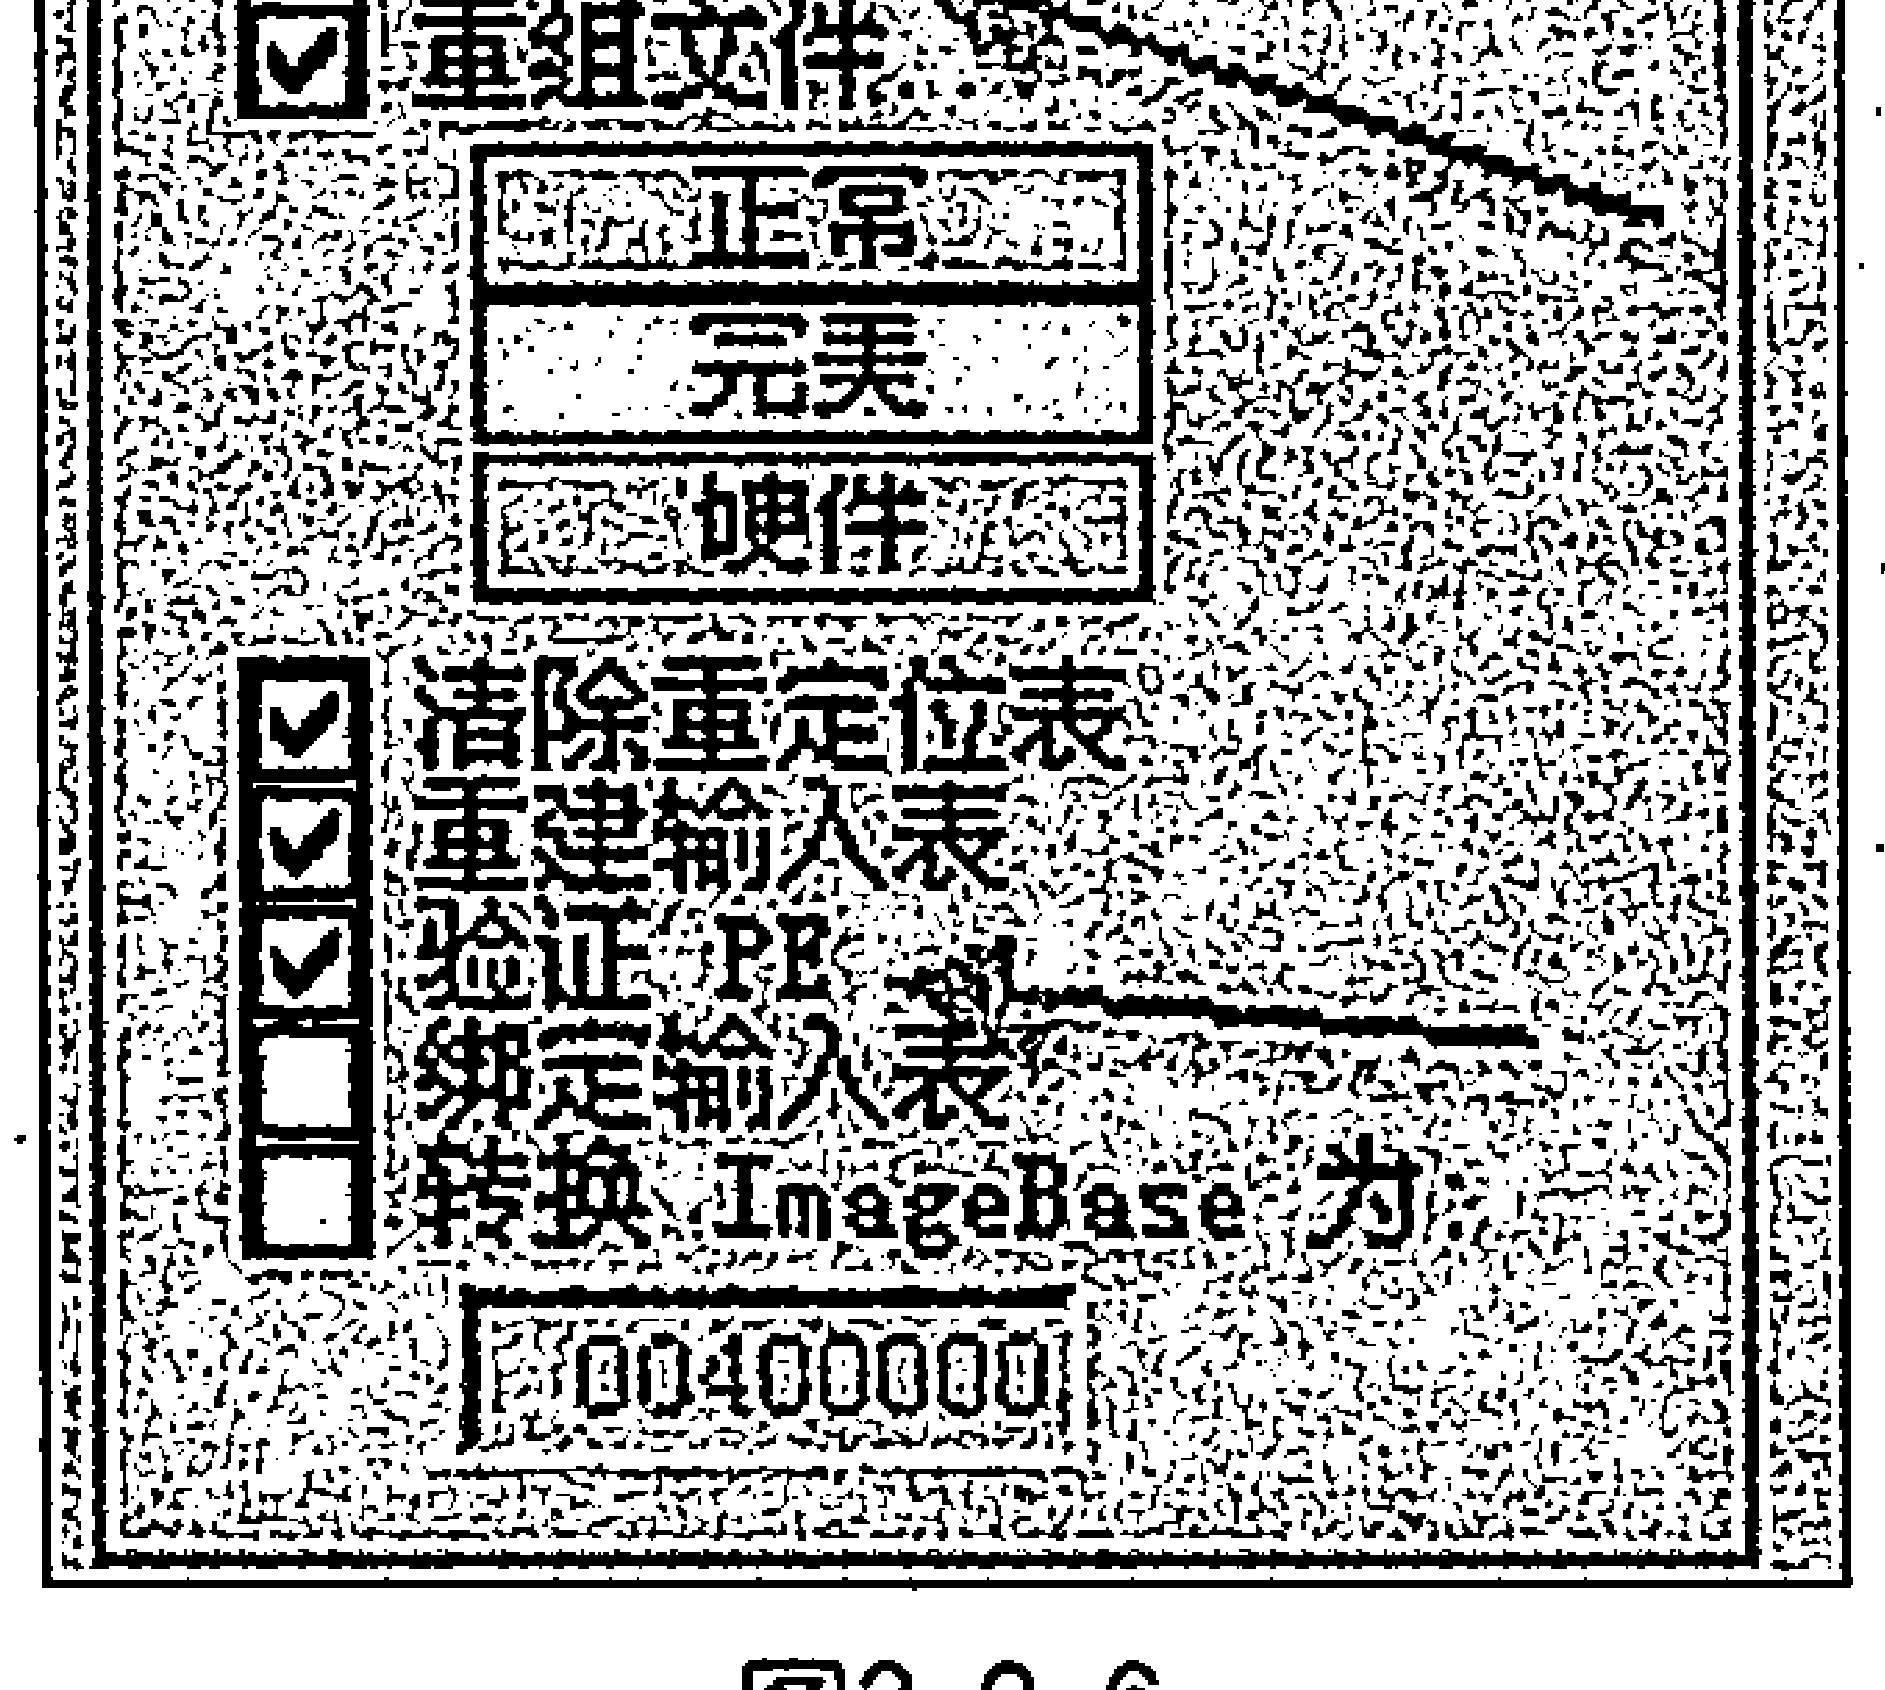 重组文件
正常
完美
硬件
清除重定位表
重建输入表
验证 PE
绑定输入表
转换 ImageBase 为:
00400000